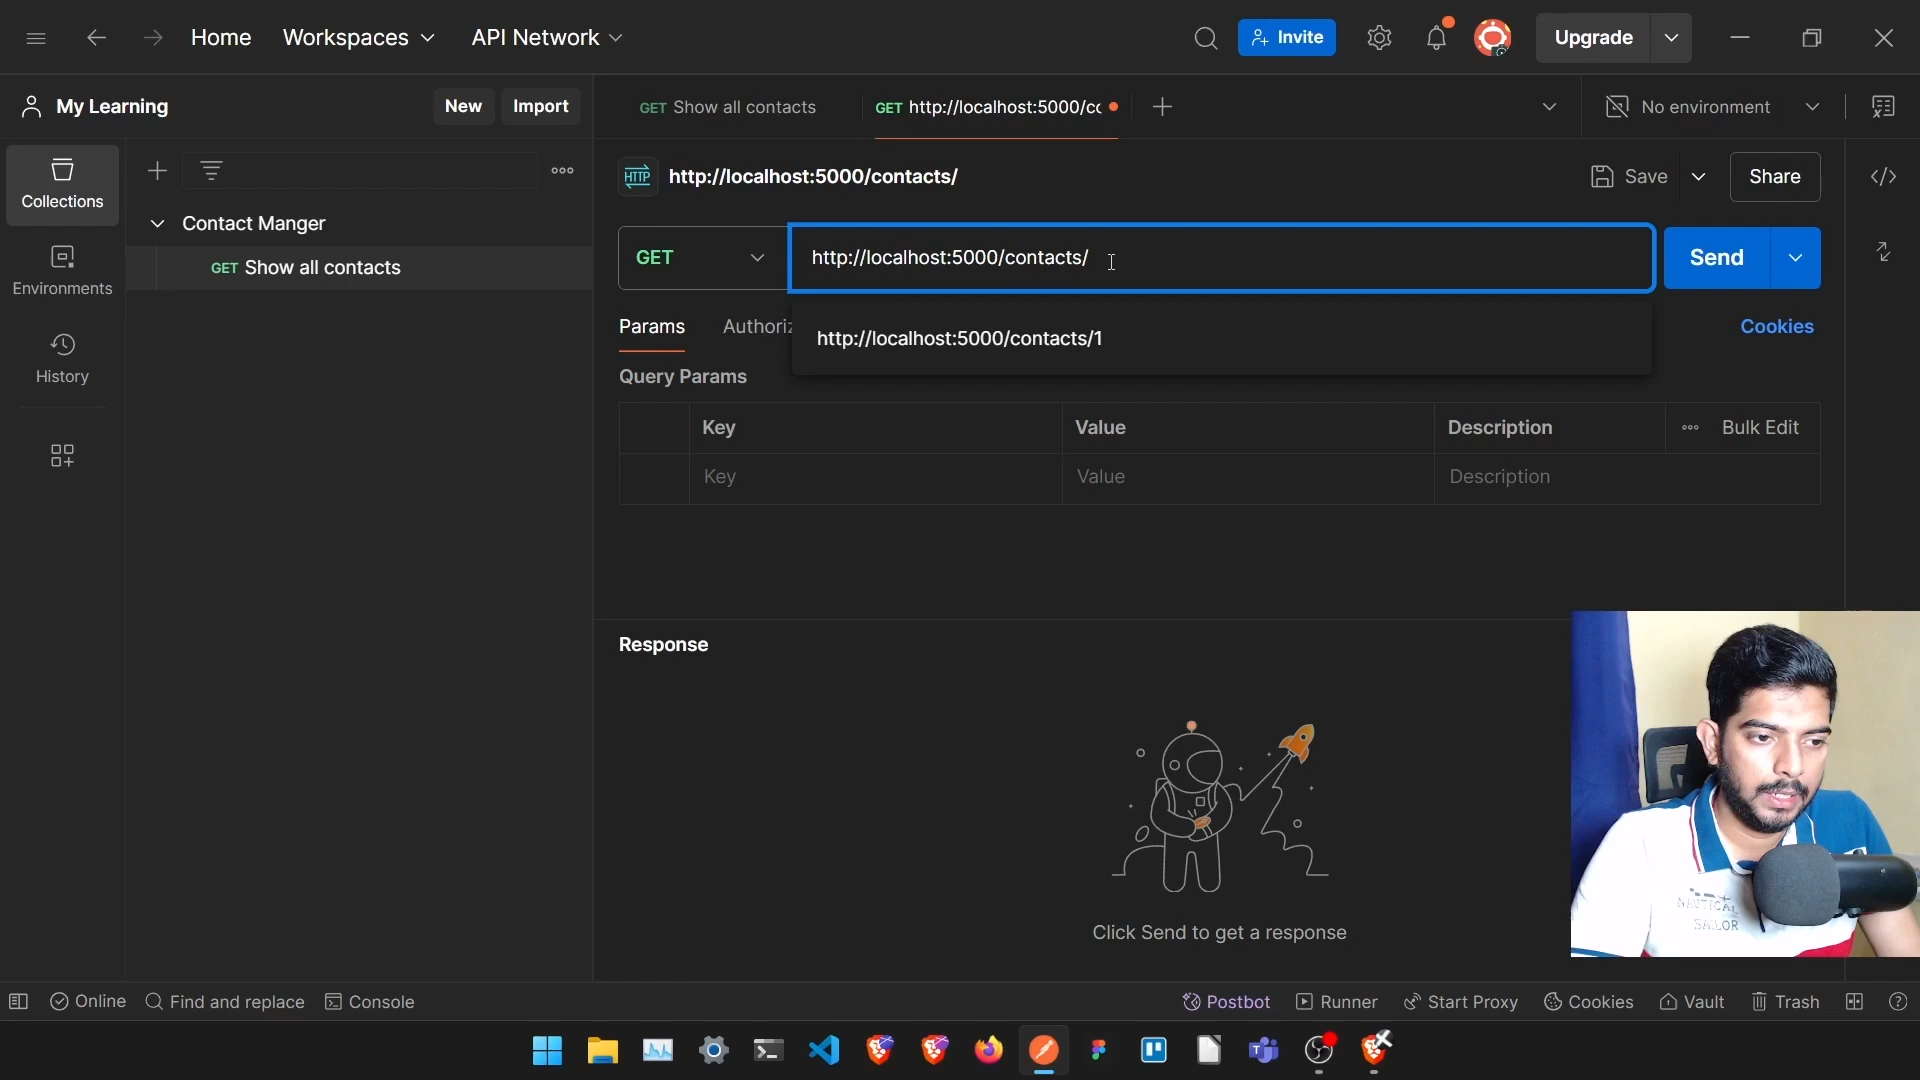 Home
Workspaces
API Network
Invite
Upgrade
My Learning
New
Import
GET Show all contacts
GET http://localhost:5000/cc
No environment
Collections
Contact Manger
GET Show all contacts
HTTP http://localhost:5000/contacts/
Save
Share
GET
http://localhost:5000/contacts/
Send
Environments
Params
Authoriz
http://localhost:5000/contacts/1
Cookies
History
Query Params
Key
Value
Description
Bulk Edit
Key
Value
Description
Response
NAUTICAL
SAILOR
Click Send to get a response
Online
Find and replace
Console
Postbot
Runner
Start Proxy
Cookies
Vault
Trash